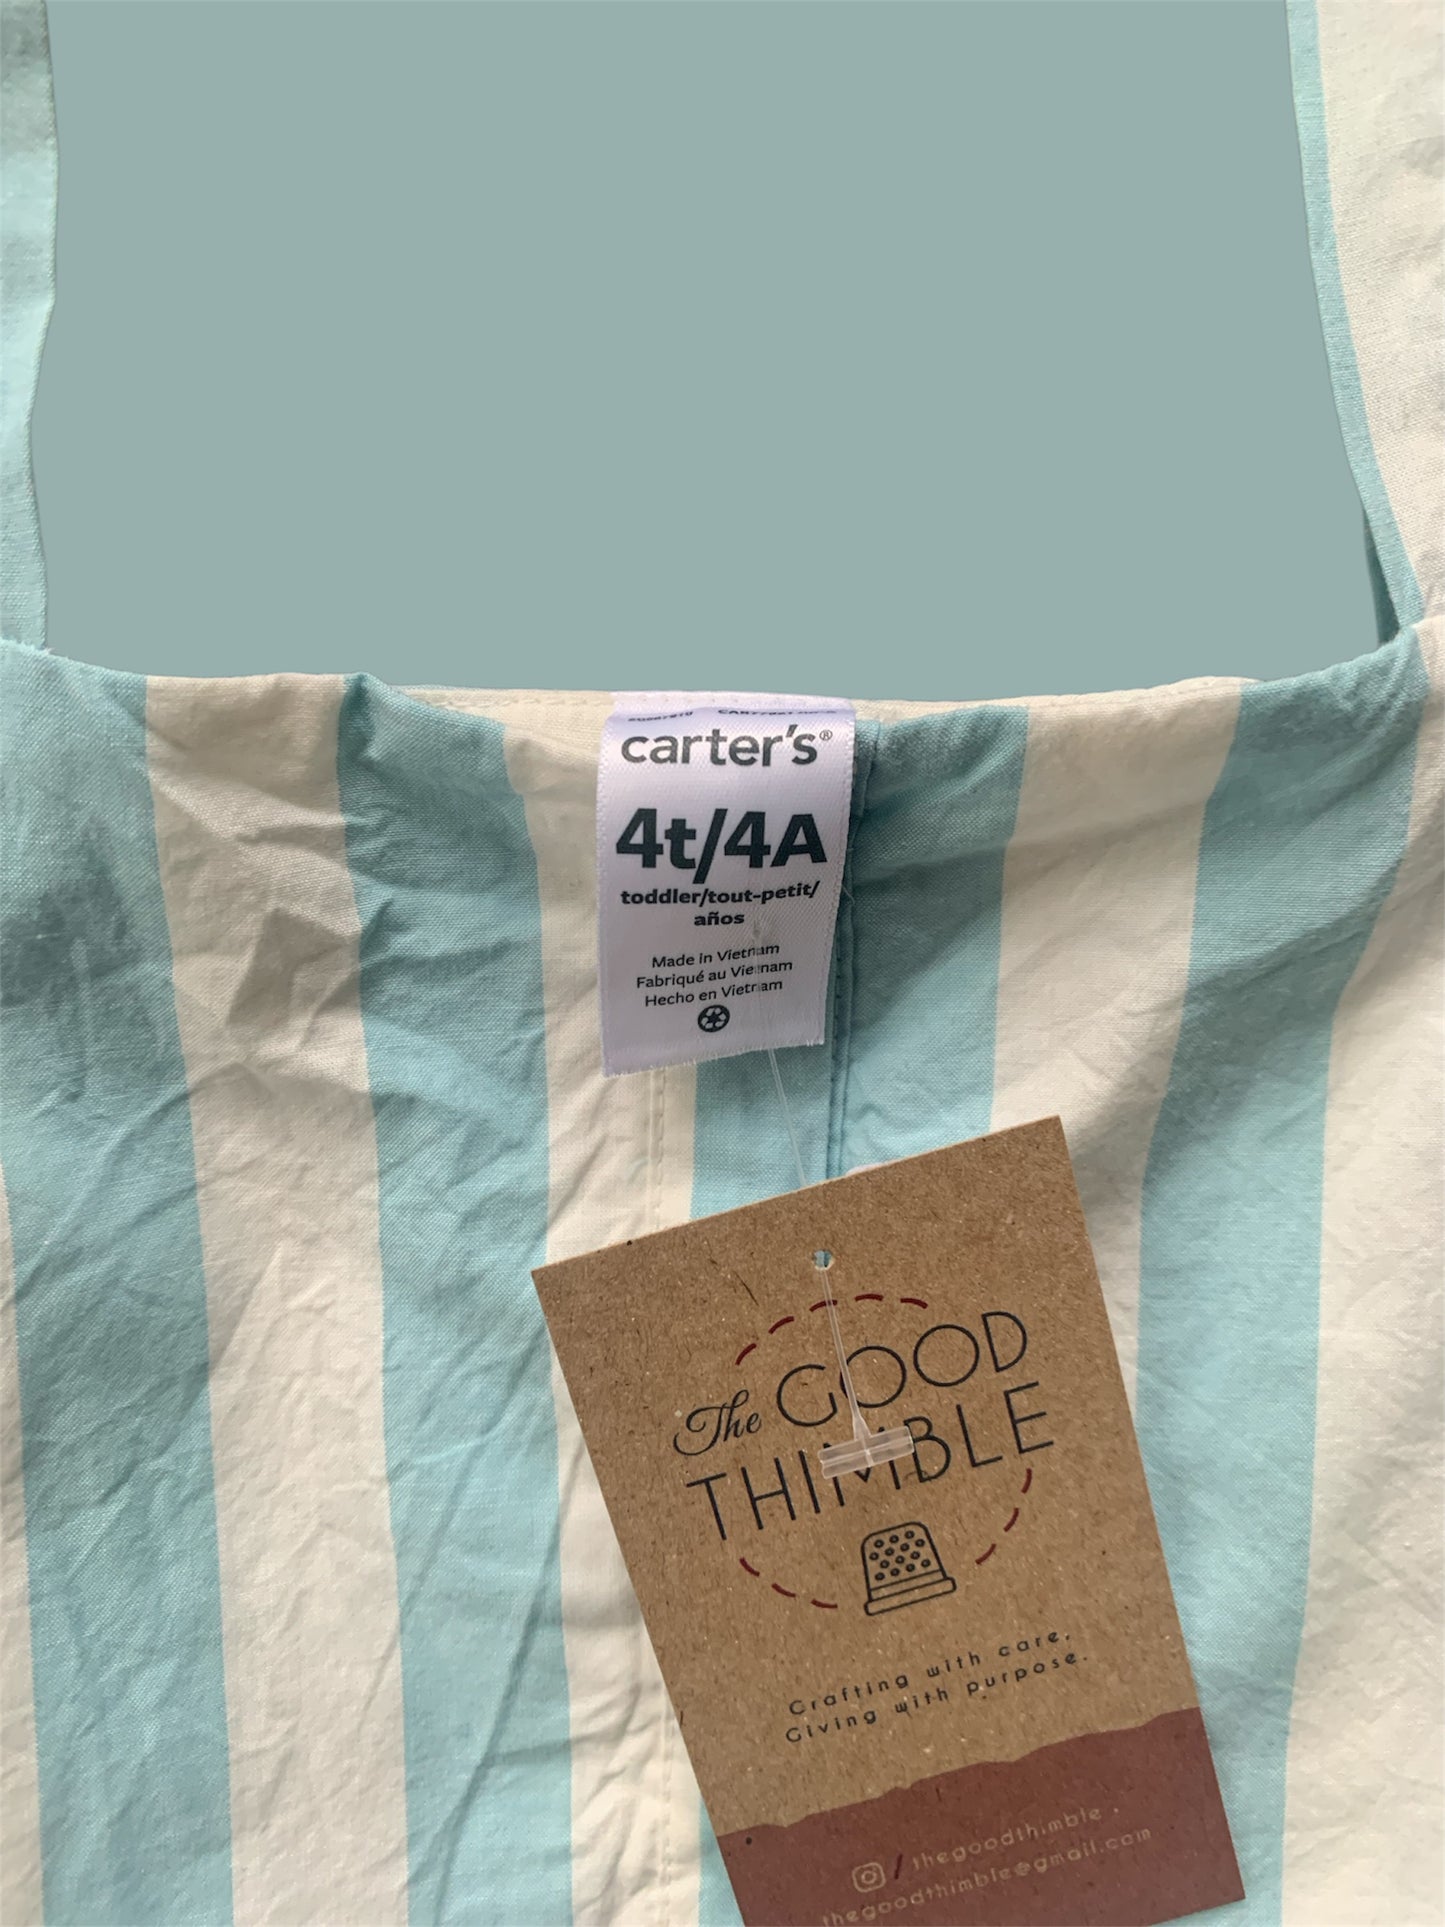 carter's®
4t/4A
toddler/tout-petit/
años
Made in Vietnam
Fabriqué au Vietnam
Hecho en Vietnam
The GOOD
THIMBLE
Crafting with care,
Giving with purpose.
/thegoodthimble
thegoodthimble@gmail.com